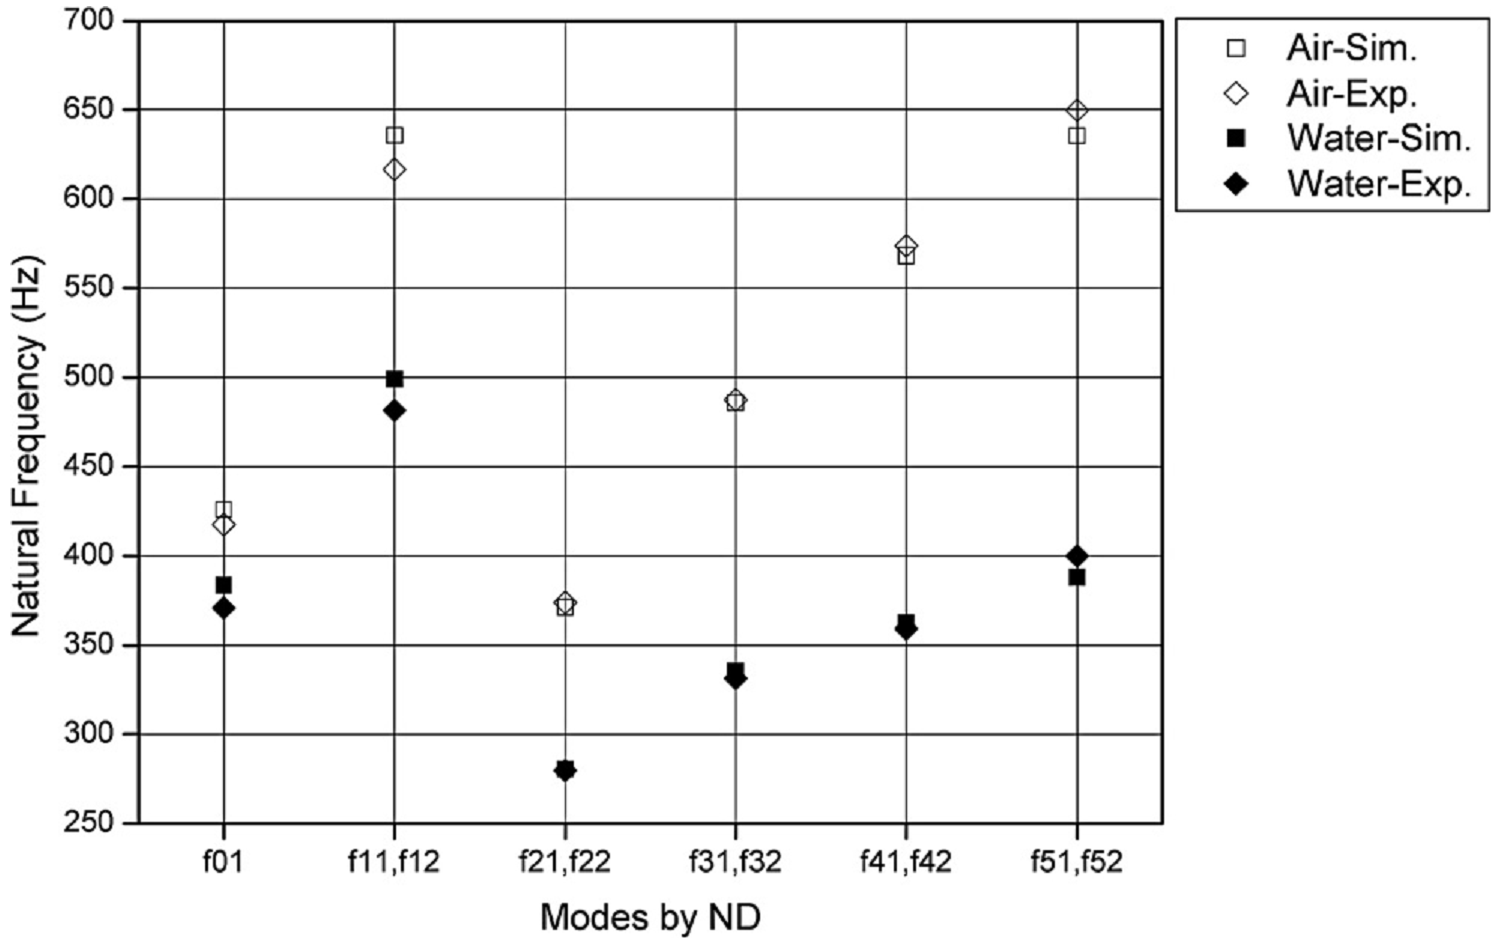 700
650
600
550
500
450
400
350
300
250
Natural Frequency (Hz)
f01
f11,f12
f21,f22
f31,f32
f41,f42
f51,f52
Modes by ND
Air-Sim.
Air-Exp.
Water-Sim.
Water-Exp.